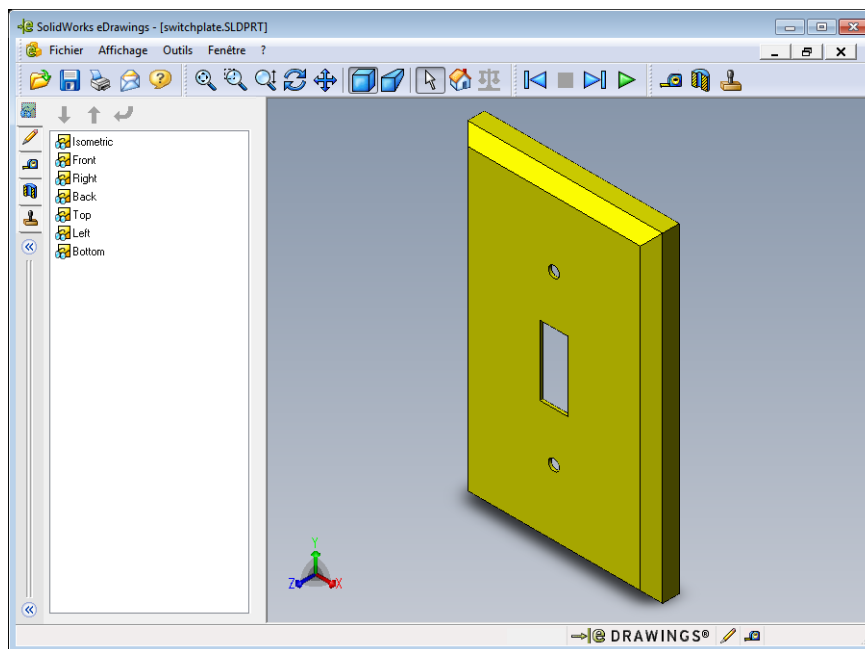 SolidWorks eDrawings - [switchplate.SLDPRT]
Fichier Affichage Outils Fenêtre ?
Isometric
Front
Right
Back
Top
Left
Bottom
Y
Z X
e DRAWINGS®